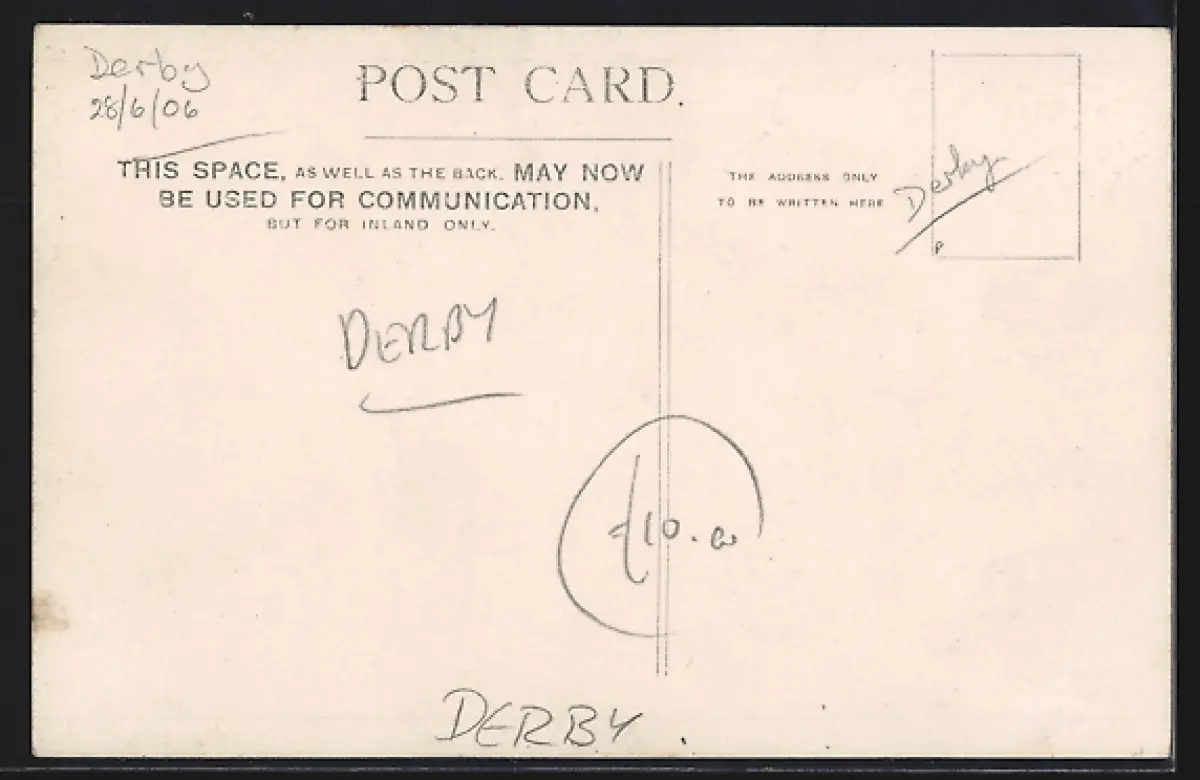 Derby
28/6/06
POST CARD.
THIS SPACE, AS WELL AS THE BACK, MAY NOW
BE USED FOR COMMUNICATION,
BUT FOR INLAND ONLY.
THE ADDRESS ONLY
TO BE WRITTEN HERE
Derby
P
DERBY
£10.00
DERBY